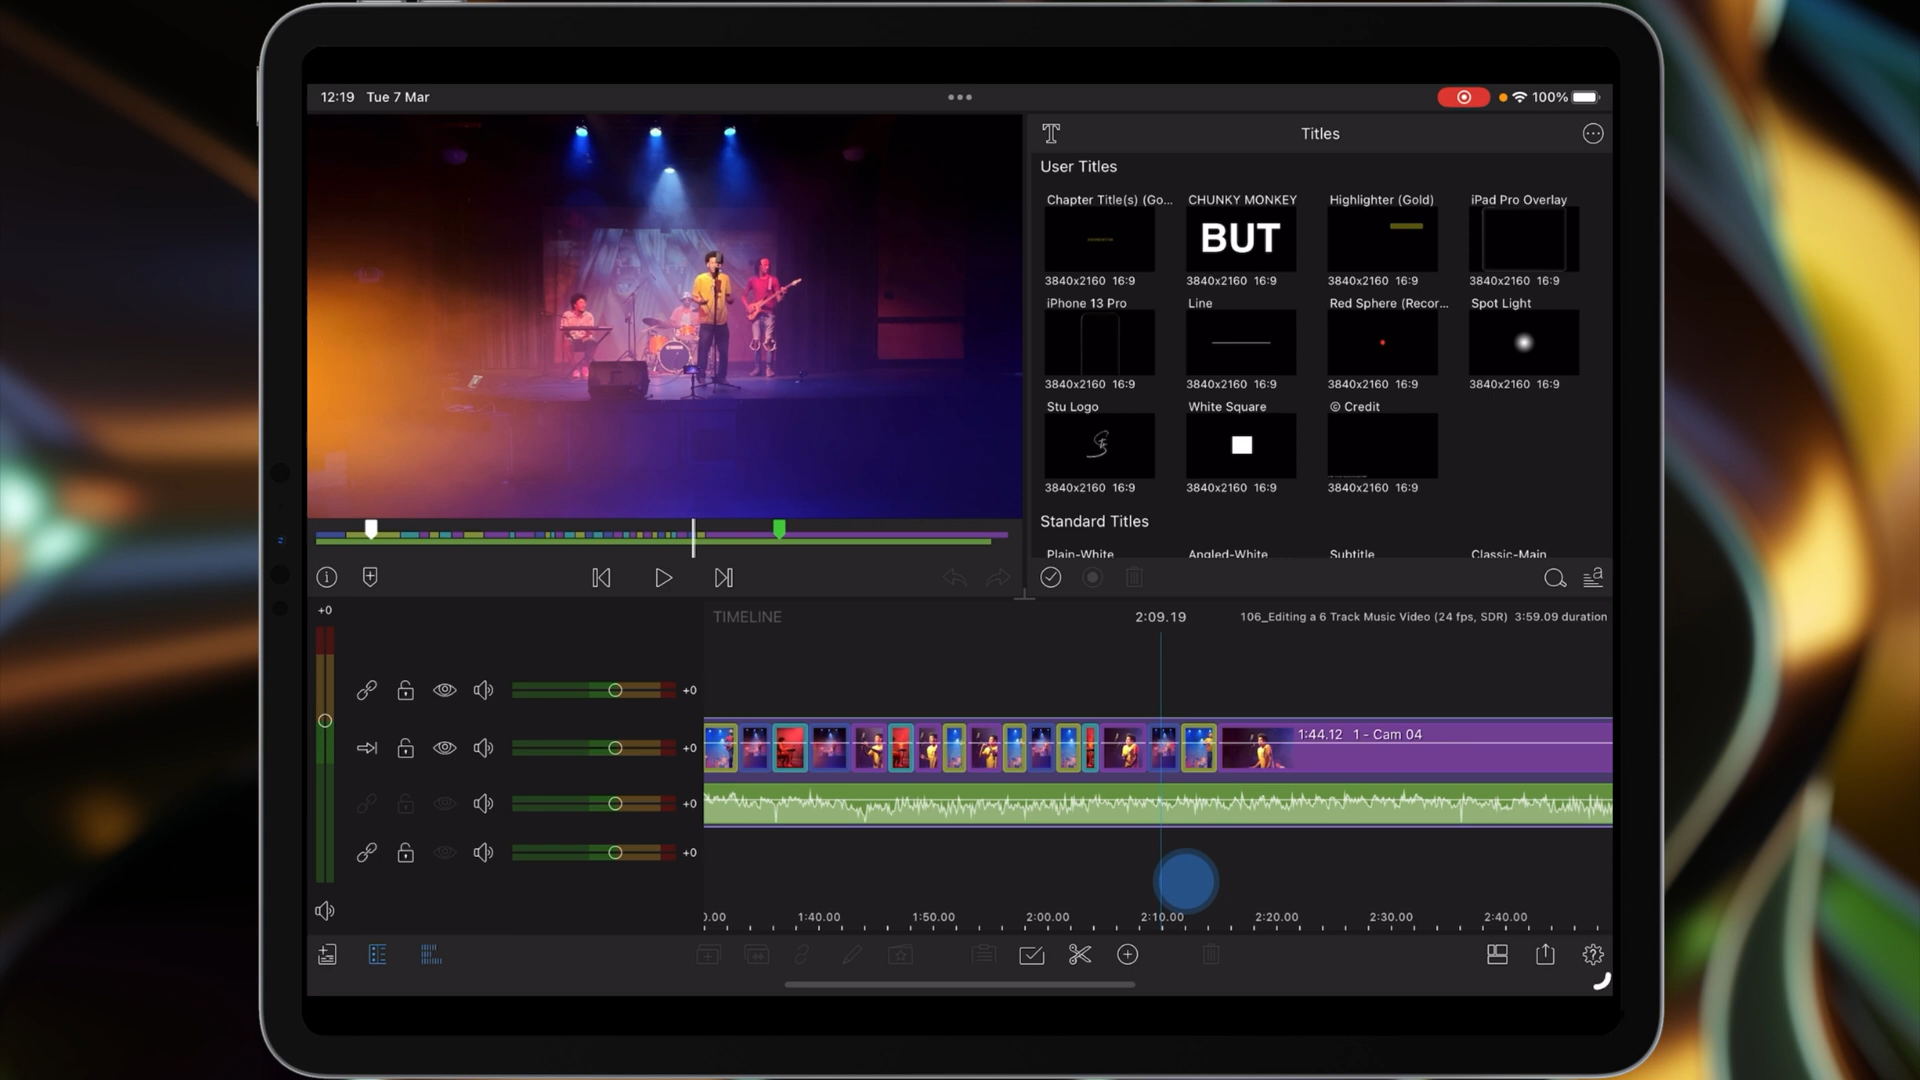 12:19 Tue 7 Mar
100%
Titles
User Titles
Chapter Title(s) (Go... CHUNKY MONKEY Highlighter (Gold) iPad Pro Overlay
BUT
3840x2160 16:9 3840x2160 16:9 3840x2160 16:9 3840x2160 16:9
iPhone 13 Pro Line Red Sphere (Recor... Spot Light
3840x2160 16:9 3840x2160 16:9 3840x2160 16:9 3840x2160 16:9
Stu Logo White Square © Credit
3840x2160 16:9 3840x2160 16:9 3840x2160 16:9
Standard Titles
Plain-White Angled-White Subtitle Classic-Main
+0
TIMELINE 2:09.19 106_Editing a 6 Track Music Video (24 fps, SDR) 3:59.09 duration
+0
+0
1:44.12 1 - Cam 04
+0
+0
0.00 1:40.00 1:50.00 2:00.00 2:10.00 2:20.00 2:30.00 2:40.00